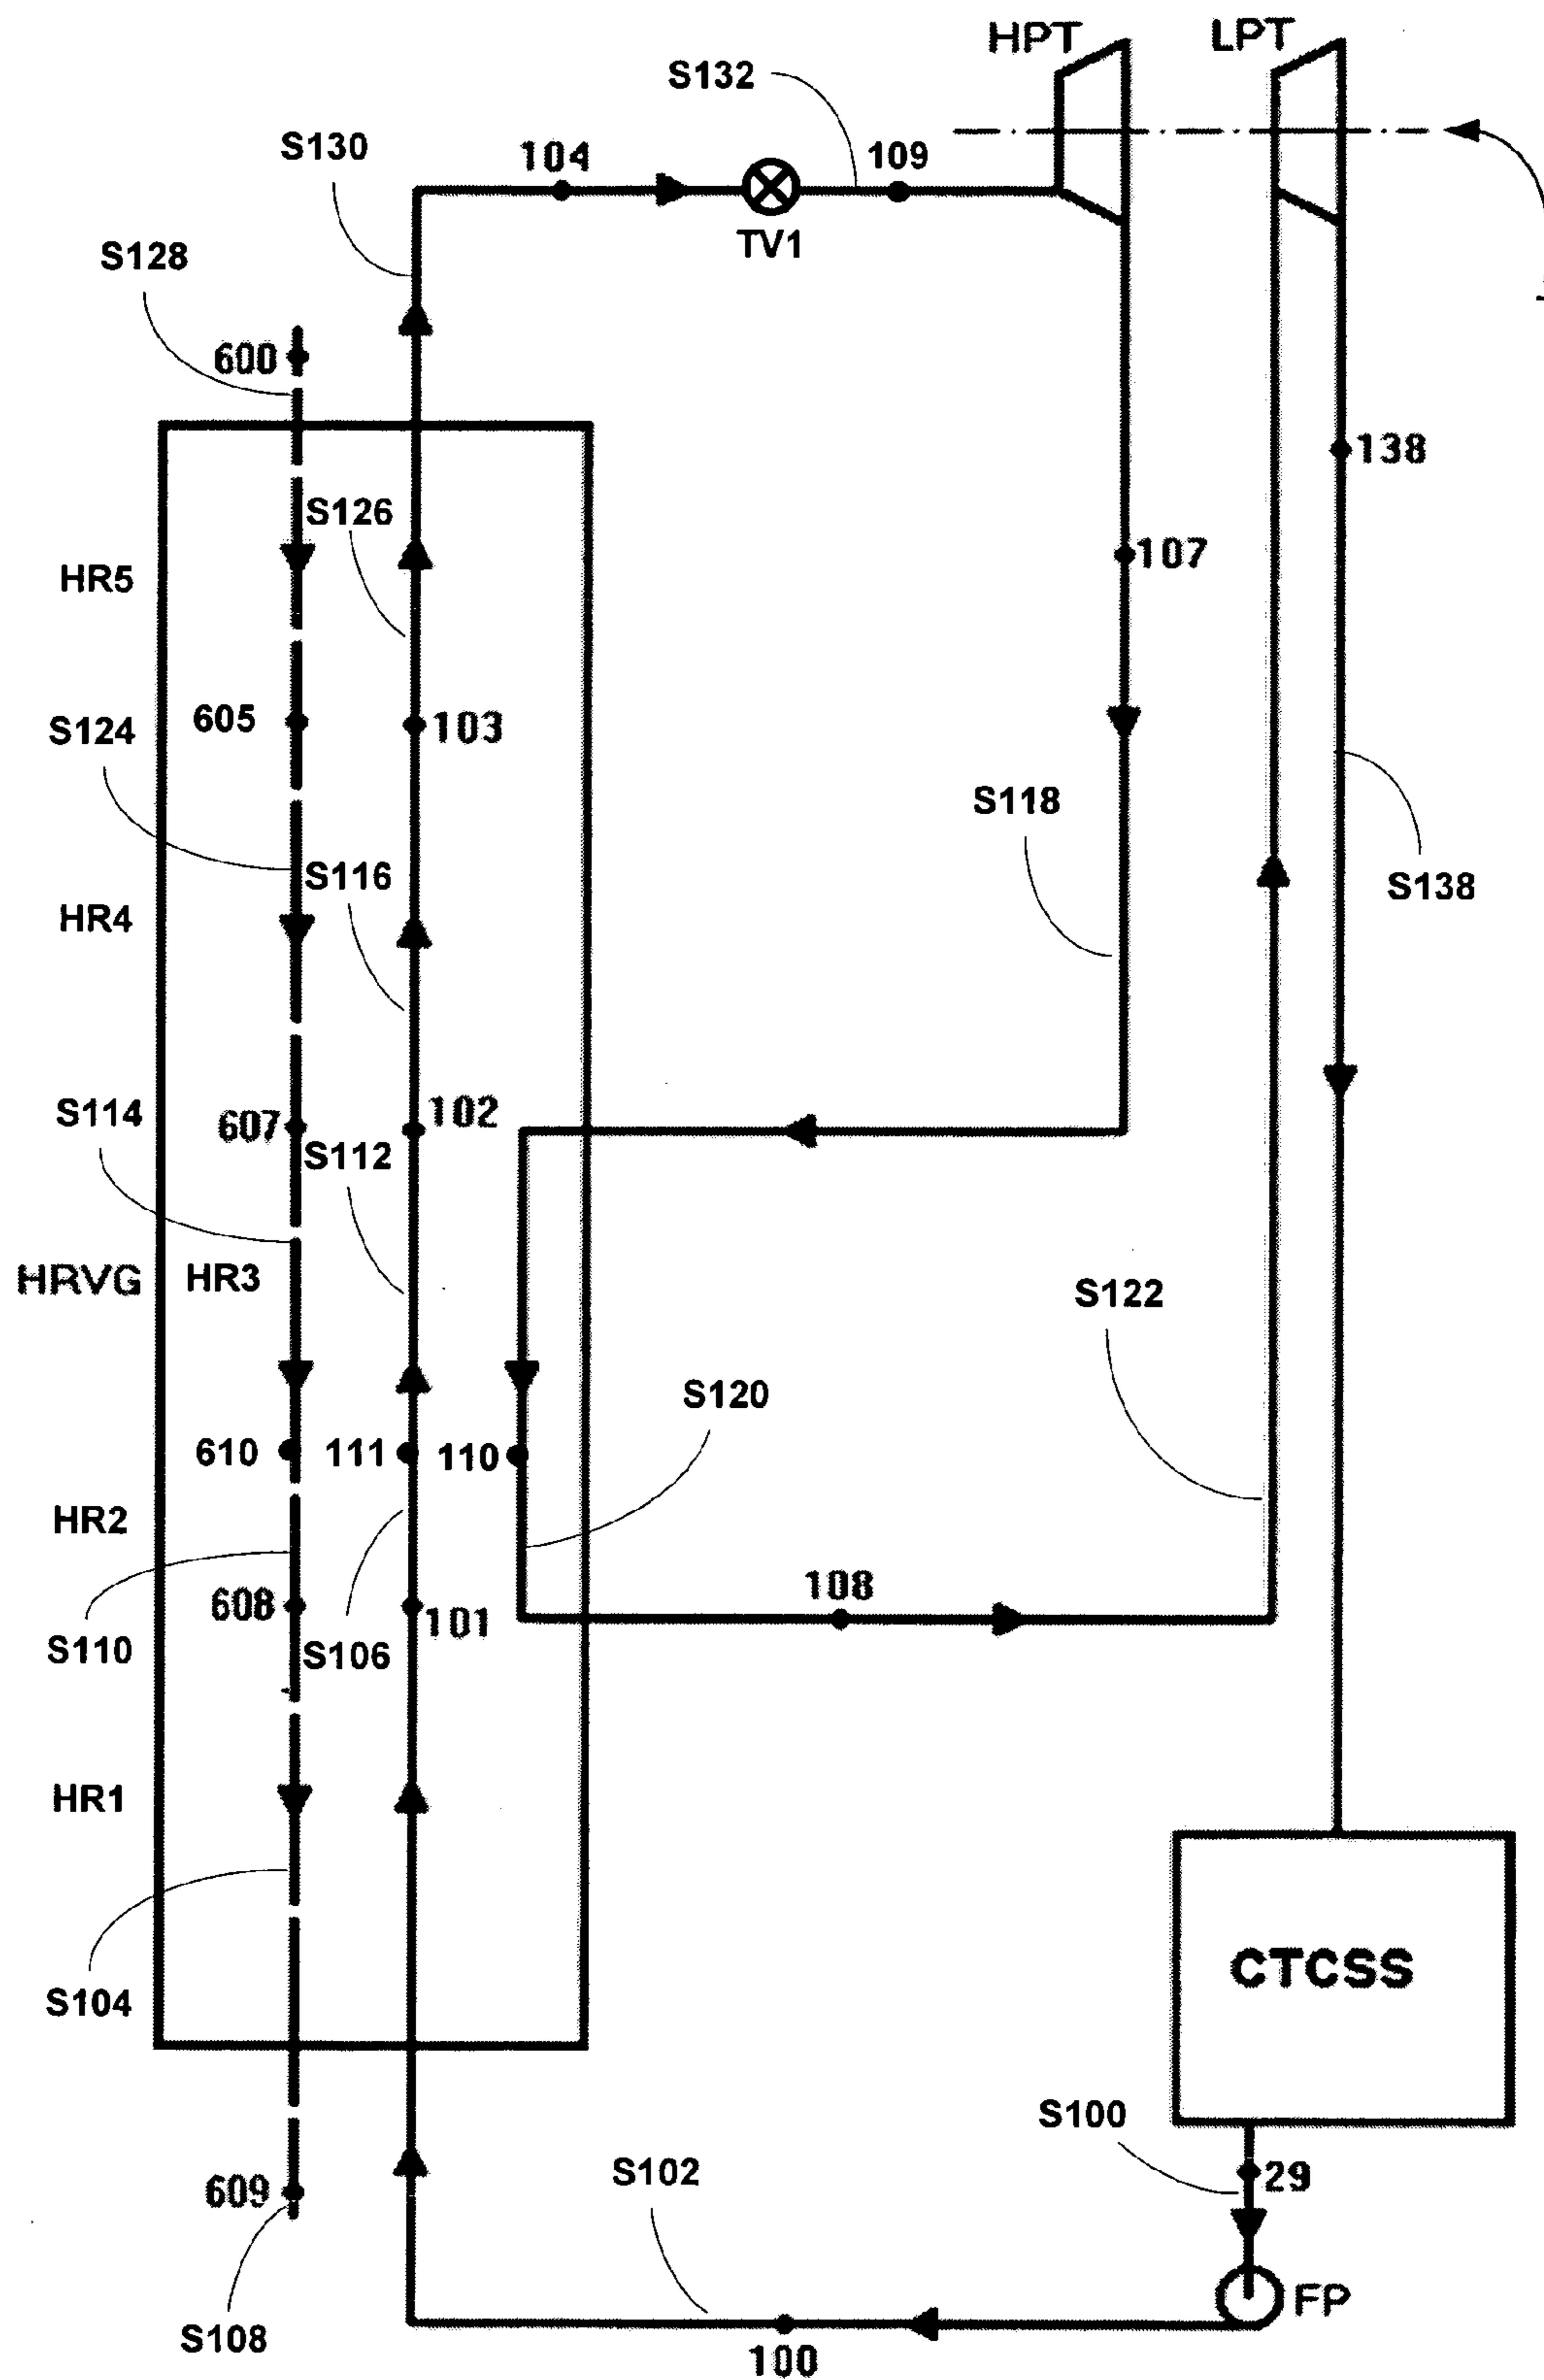 HPT
LPT
S132
S130
104
109
TV1
S128
600
138
S126
107
HR5
605
103
S124
S118
S116
S138
HR4
S114
607
102
S112
HRVG
HR3
S122
S120
610
111
110
HR2
108
608
101
S110
S106
HR1
CTCSS
S104
S100
S102
29
609
FP
S108
100